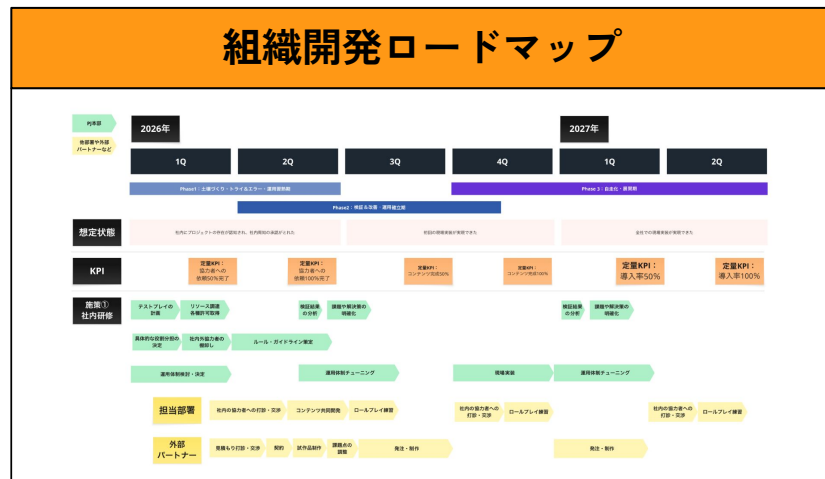 組織開発ロードマップ
PJ本部
他部署や外部
パートナーなど
2026年
2027年
1Q
2Q
3Q
4Q
1Q
2Q
Phase1:土壌づくり・トライ&エラー・運用習熟期
Phase 3:自走化・展開期
Phase2:検証&改善・運用確立期
想定状態
社内にプロジェクトの存在が認知され、社内周知の承認がとれた
初回の現場実装が実現できた
全社での現場実装が実現できた
KPI
定量KPI:
協力者への
依頼50%完了
定量KPI:
協力者への
依頼100%完了
定量KPI:
コンテンツ完成50%
定量KPI:
コンテンツ完成100%
定量KPI:
導入率50%
定量KPI:
導入率100%
施策①
社内研修
テストプレイの
計画
リソース調達
各種許可取得
検証結果
の分析
課題や解決策の
明確化
検証結果
の分析
課題や解決策の
明確化
具体的な役割分担の
決定
社内外協力者の
棚卸し
ルール・ガイドライン策定
運用体制検討・決定
運用体制チューニング
現場実装
運用体制チューニング
担当部署
社内の協力者への打診・交渉
コンテンツ共同開発
ロールプレイ練習
社内の協力者への
打診・交渉
ロールプレイ練習
社内の協力者への
打診・交渉
ロールプレイ練習
外部
パートナー
見積もり打診・交渉
契約
試作品制作
課題点の
調整
発注・制作
発注・制作